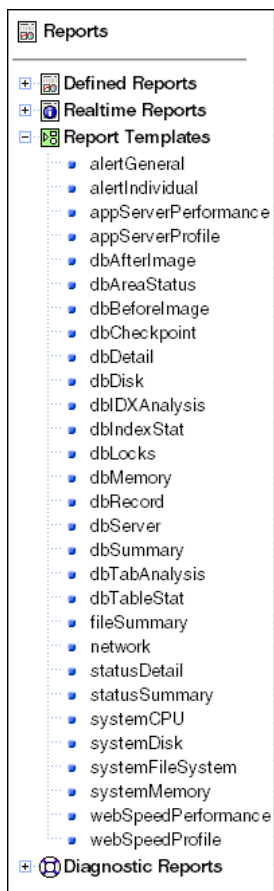 Reports
Defined Reports
Realtime Reports
Report Templates
alertGeneral
alertIndividual
appServerPerformance
appServerProfile
dbAfterImage
dbAreaStatus
dbBeforeImage
dbCheckpoint
dbDetail
dbDisk
dbIDXAnalysis
dbIndexStat
dbLocks
dbMemory
dbRecord
dbServer
dbSummary
dbTabAnalysis
dbTableStat
fileSummary
network
statusDetail
statusSummary
systemCPU
systemDisk
systemFileSystem
systemMemory
webSpeedPerformance
webSpeedProfile
Diagnostic Reports